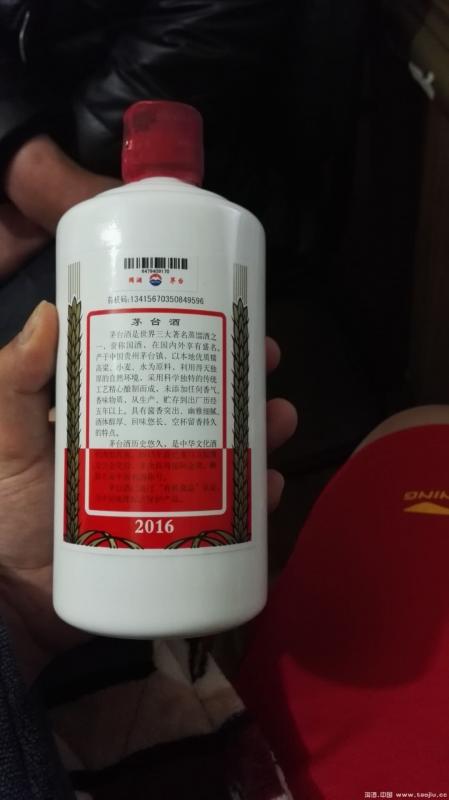 6479409170
国酒 茅台
有机码:13415670350849596
茅台酒
茅台酒是世界三大著名蒸馏酒之
一，誉称国酒，在国内外享有盛名。
产于中国贵州茅台镇，以本地优质糯
高粱、小麦、水为原料，利用得天独
厚的自然环境，采用科学独特的传统
工艺精心酿制而成，未添加任何香气、
香味物质，从生产、贮存到出厂历经
五年以上。具有酱香突出、幽雅细腻、
酒体醇厚、回味悠长、空杯留香持久
的特点。
茅台酒历史悠久，是中华文化酒
2016
NING
淘酒.中国 www.taojiu.cc